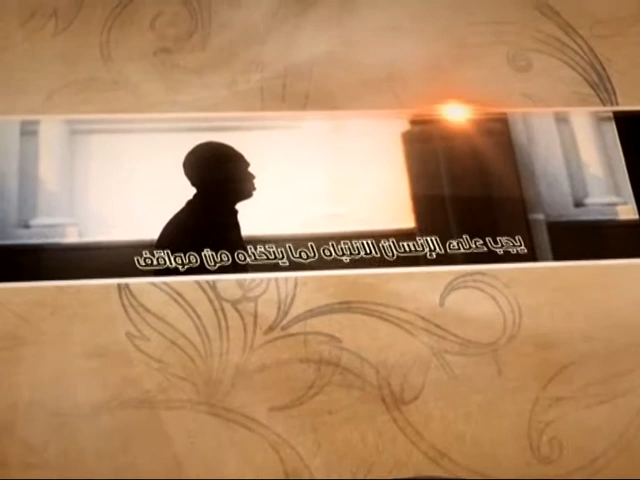 يجب على الإنسان الانتباه لما يتخذه من مواقف